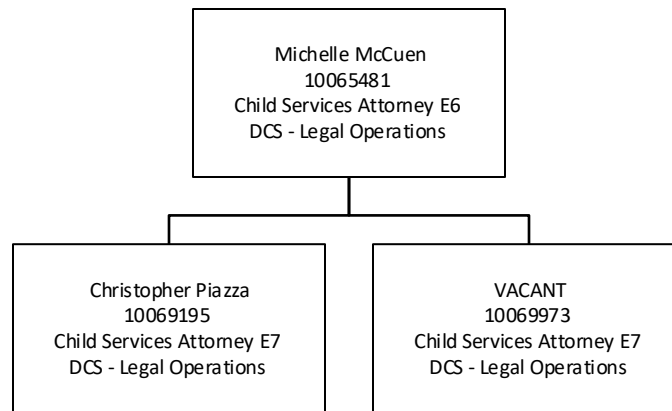 Michelle McCuen
10065481
Child Services Attorney E6
DCS - Legal Operations
Christopher Piazza
10069195
Child Services Attorney E7
DCS - Legal Operations
VACANT
10069973
Child Services Attorney E7
DCS - Legal Operations